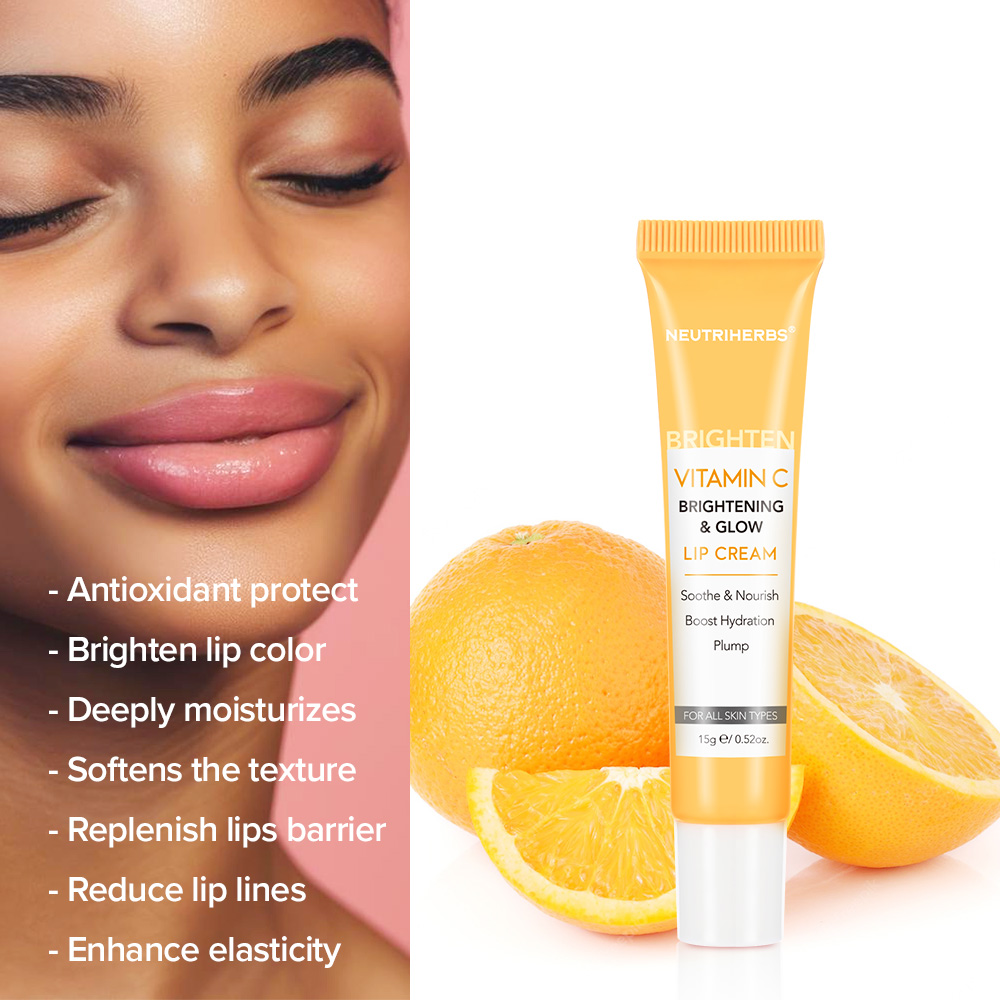 - Antioxidant protect
- Brighten lip color
- Deeply moisturizes
- Softens the texture
- Replenish lips barrier
- Reduce lip lines
- Enhance elasticity
NEUTRIHERBS®
BRIGHTEN
VITAMIN C
BRIGHTENING
& GLOW
LIP CREAM
Soothe & Nourish
Boost Hydration
Plump
FOR ALL SKIN TYPES
15g ℮/ 0.52oz.